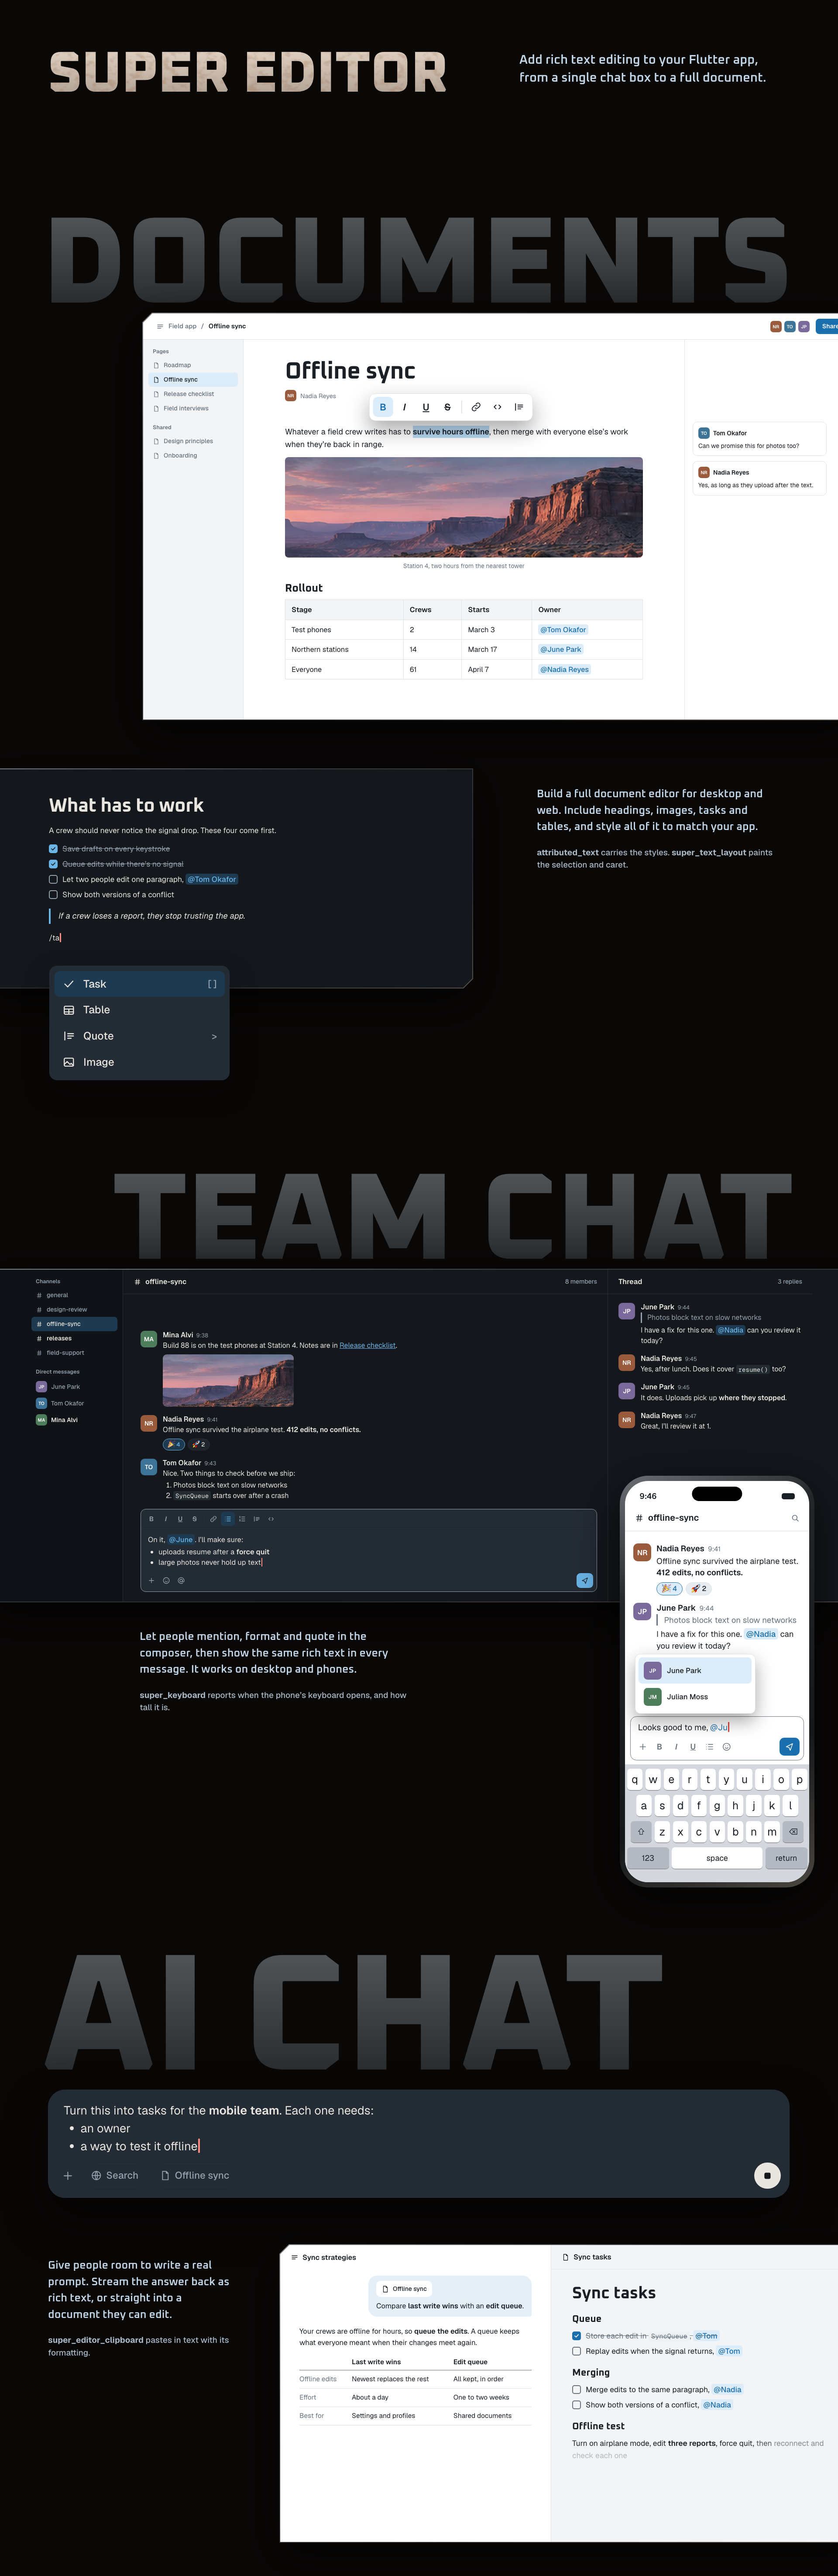 SUPER EDITOR
Add rich text editing to your Flutter app,
from a single chat box to a full document.
DOCUMENTS
Field app / Offline sync
NR TO JP Share
Pages
Roadmap
Offline sync
Release checklist
Field interviews
Shared
Design principles
Onboarding
Offline sync
NR Nadia Reyes
B I U S
Whatever a field crew writes has to survive hours offline, then merge with everyone else's work
when they're back in range.
Station 4, two hours from the nearest tower
Rollout
Stage Crews Starts Owner
Test phones 2 March 3 @Tom Okafor
Northern stations 14 March 17 @June Park
Everyone 61 April 7 @Nadia Reyes
TO Tom Okafor
Can we promise this for photos too?
NR Nadia Reyes
Yes, as long as they upload after the text.
What has to work
A crew should never notice the signal drop. These four come first.
Save drafts on every keystroke
Queue edits while there's no signal
Let two people edit one paragraph, @Tom Okafor
Show both versions of a conflict
If a crew loses a report, they stop trusting the app.
/ta
Task []
Table
Quote >
Image
Build a full document editor for desktop and
web. Include headings, images, tasks and
tables, and style all of it to match your app.
attributed_text carries the styles. super_text_layout paints
the selection and caret.
TEAM CHAT
Channels
# general
# design-review
# offline-sync
# releases
# field-support
Direct messages
JP June Park
TO Tom Okafor
MA Mina Alvi
# offline-sync 8 members
MA Mina Alvi 9:38
Build 88 is on the test phones at Station 4. Notes are in Release checklist.
NR Nadia Reyes 9:41
Offline sync survived the airplane test. 412 edits, no conflicts.
🎉 4 🚀 2
TO Tom Okafor 9:43
Nice. Two things to check before we ship:
1. Photos block text on slow networks
2. SyncQueue starts over after a crash
B I U S
On it, @June. I'll make sure:
• uploads resume after a force quit
• large photos never hold up text
Thread 3 replies
JP June Park 9:44
Photos block text on slow networks
I have a fix for this one. @Nadia can you review it
today?
NR Nadia Reyes 9:45
Yes, after lunch. Does it cover resume() too?
JP June Park 9:45
It does. Uploads pick up where they stopped.
NR Nadia Reyes 9:47
Great, I'll review it at 1.
Let people mention, format and quote in the
composer, then show the same rich text in every
message. It works on desktop and phones.
super_keyboard reports when the phone's keyboard opens, and how
tall it is.
9:46
# offline-sync
NR Nadia Reyes 9:41
Offline sync survived the airplane test.
412 edits, no conflicts.
🎉 4 🚀 2
JP June Park 9:44
Photos block text on slow networks
I have a fix for this one. @Nadia can
you review it today?
JP June Park
JM Julian Moss
Looks good to me, @Ju
B I U
q w e r t y u i o p
a s d f g h j k l
z x c v b n m
123 space return
AI CHAT
Turn this into tasks for the mobile team. Each one needs:
• an owner
• a way to test it offline
Search Offline sync
Give people room to write a real
prompt. Stream the answer back as
rich text, or straight into a
document they can edit.
super_editor_clipboard pastes in text with its
formatting.
Sync strategies
Offline sync
Compare last write wins with an edit queue.
Your crews are offline for hours, so queue the edits. A queue keeps
what everyone meant when their changes meet again.
Last write wins Edit queue
Offline edits Newest replaces the rest All kept, in order
Effort About a day One to two weeks
Best for Settings and profiles Shared documents
Sync tasks
Sync tasks
Queue
Store each edit in SyncQueue, @Tom
Replay edits when the signal returns, @Tom
Merging
Merge edits to the same paragraph, @Nadia
Show both versions of a conflict, @Nadia
Offline test
Turn on airplane mode, edit three reports, force quit, then reconnect and
check each one.